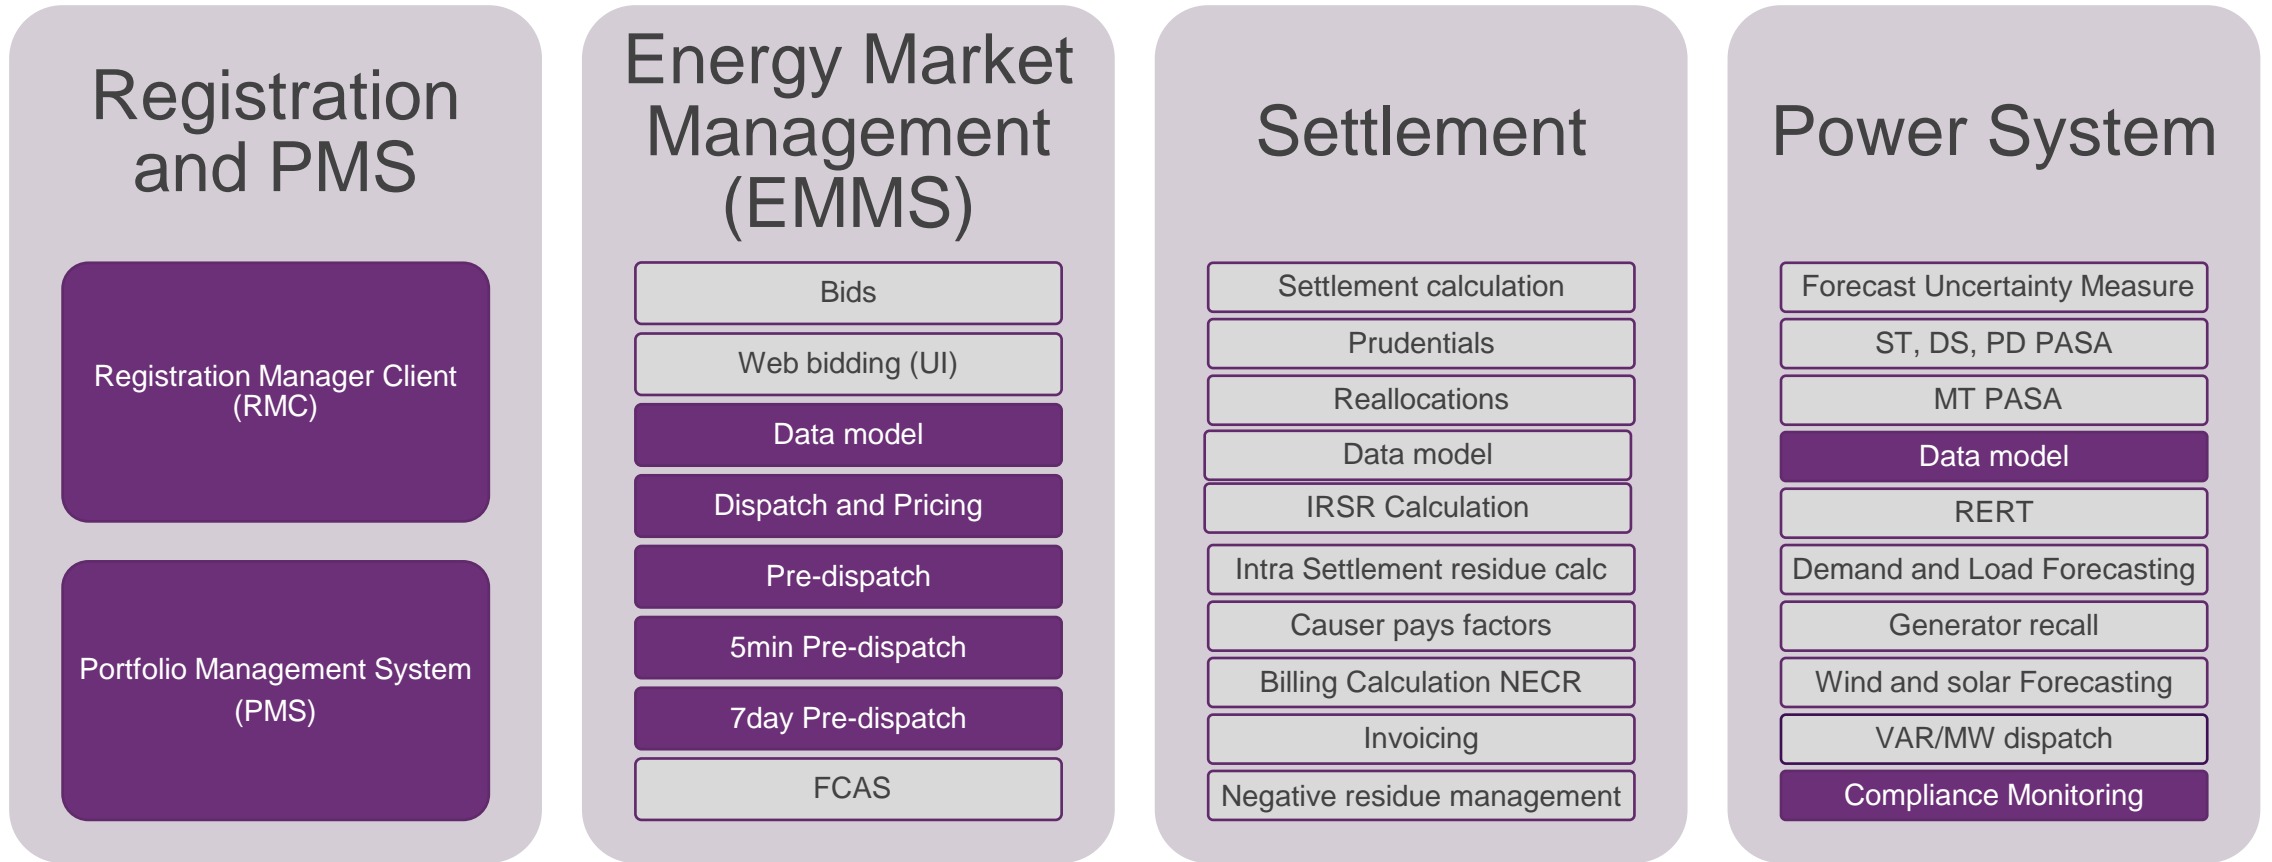 Registration
and PMS
Registration Manager Client
(RMC)
Portfolio Management System
(PMS)
Energy Market
Management
(EMMS)
Bids
Web bidding (UI)
Data model
Dispatch and Pricing
Pre-dispatch
5min Pre-dispatch
7day Pre-dispatch
FCAS
Settlement
Settlement calculation
Prudentials
Reallocations
Data model
IRSR Calculation
Intra Settlement residue calc
Causer pays factors
Billing Calculation NECR
Invoicing
Negative residue management
Power System
Forecast Uncertainty Measure
ST, DS, PD PASA
MT PASA
Data model
RERT
Demand and Load Forecasting
Generator recall
Wind and solar Forecasting
VAR/MW dispatch
Compliance Monitoring